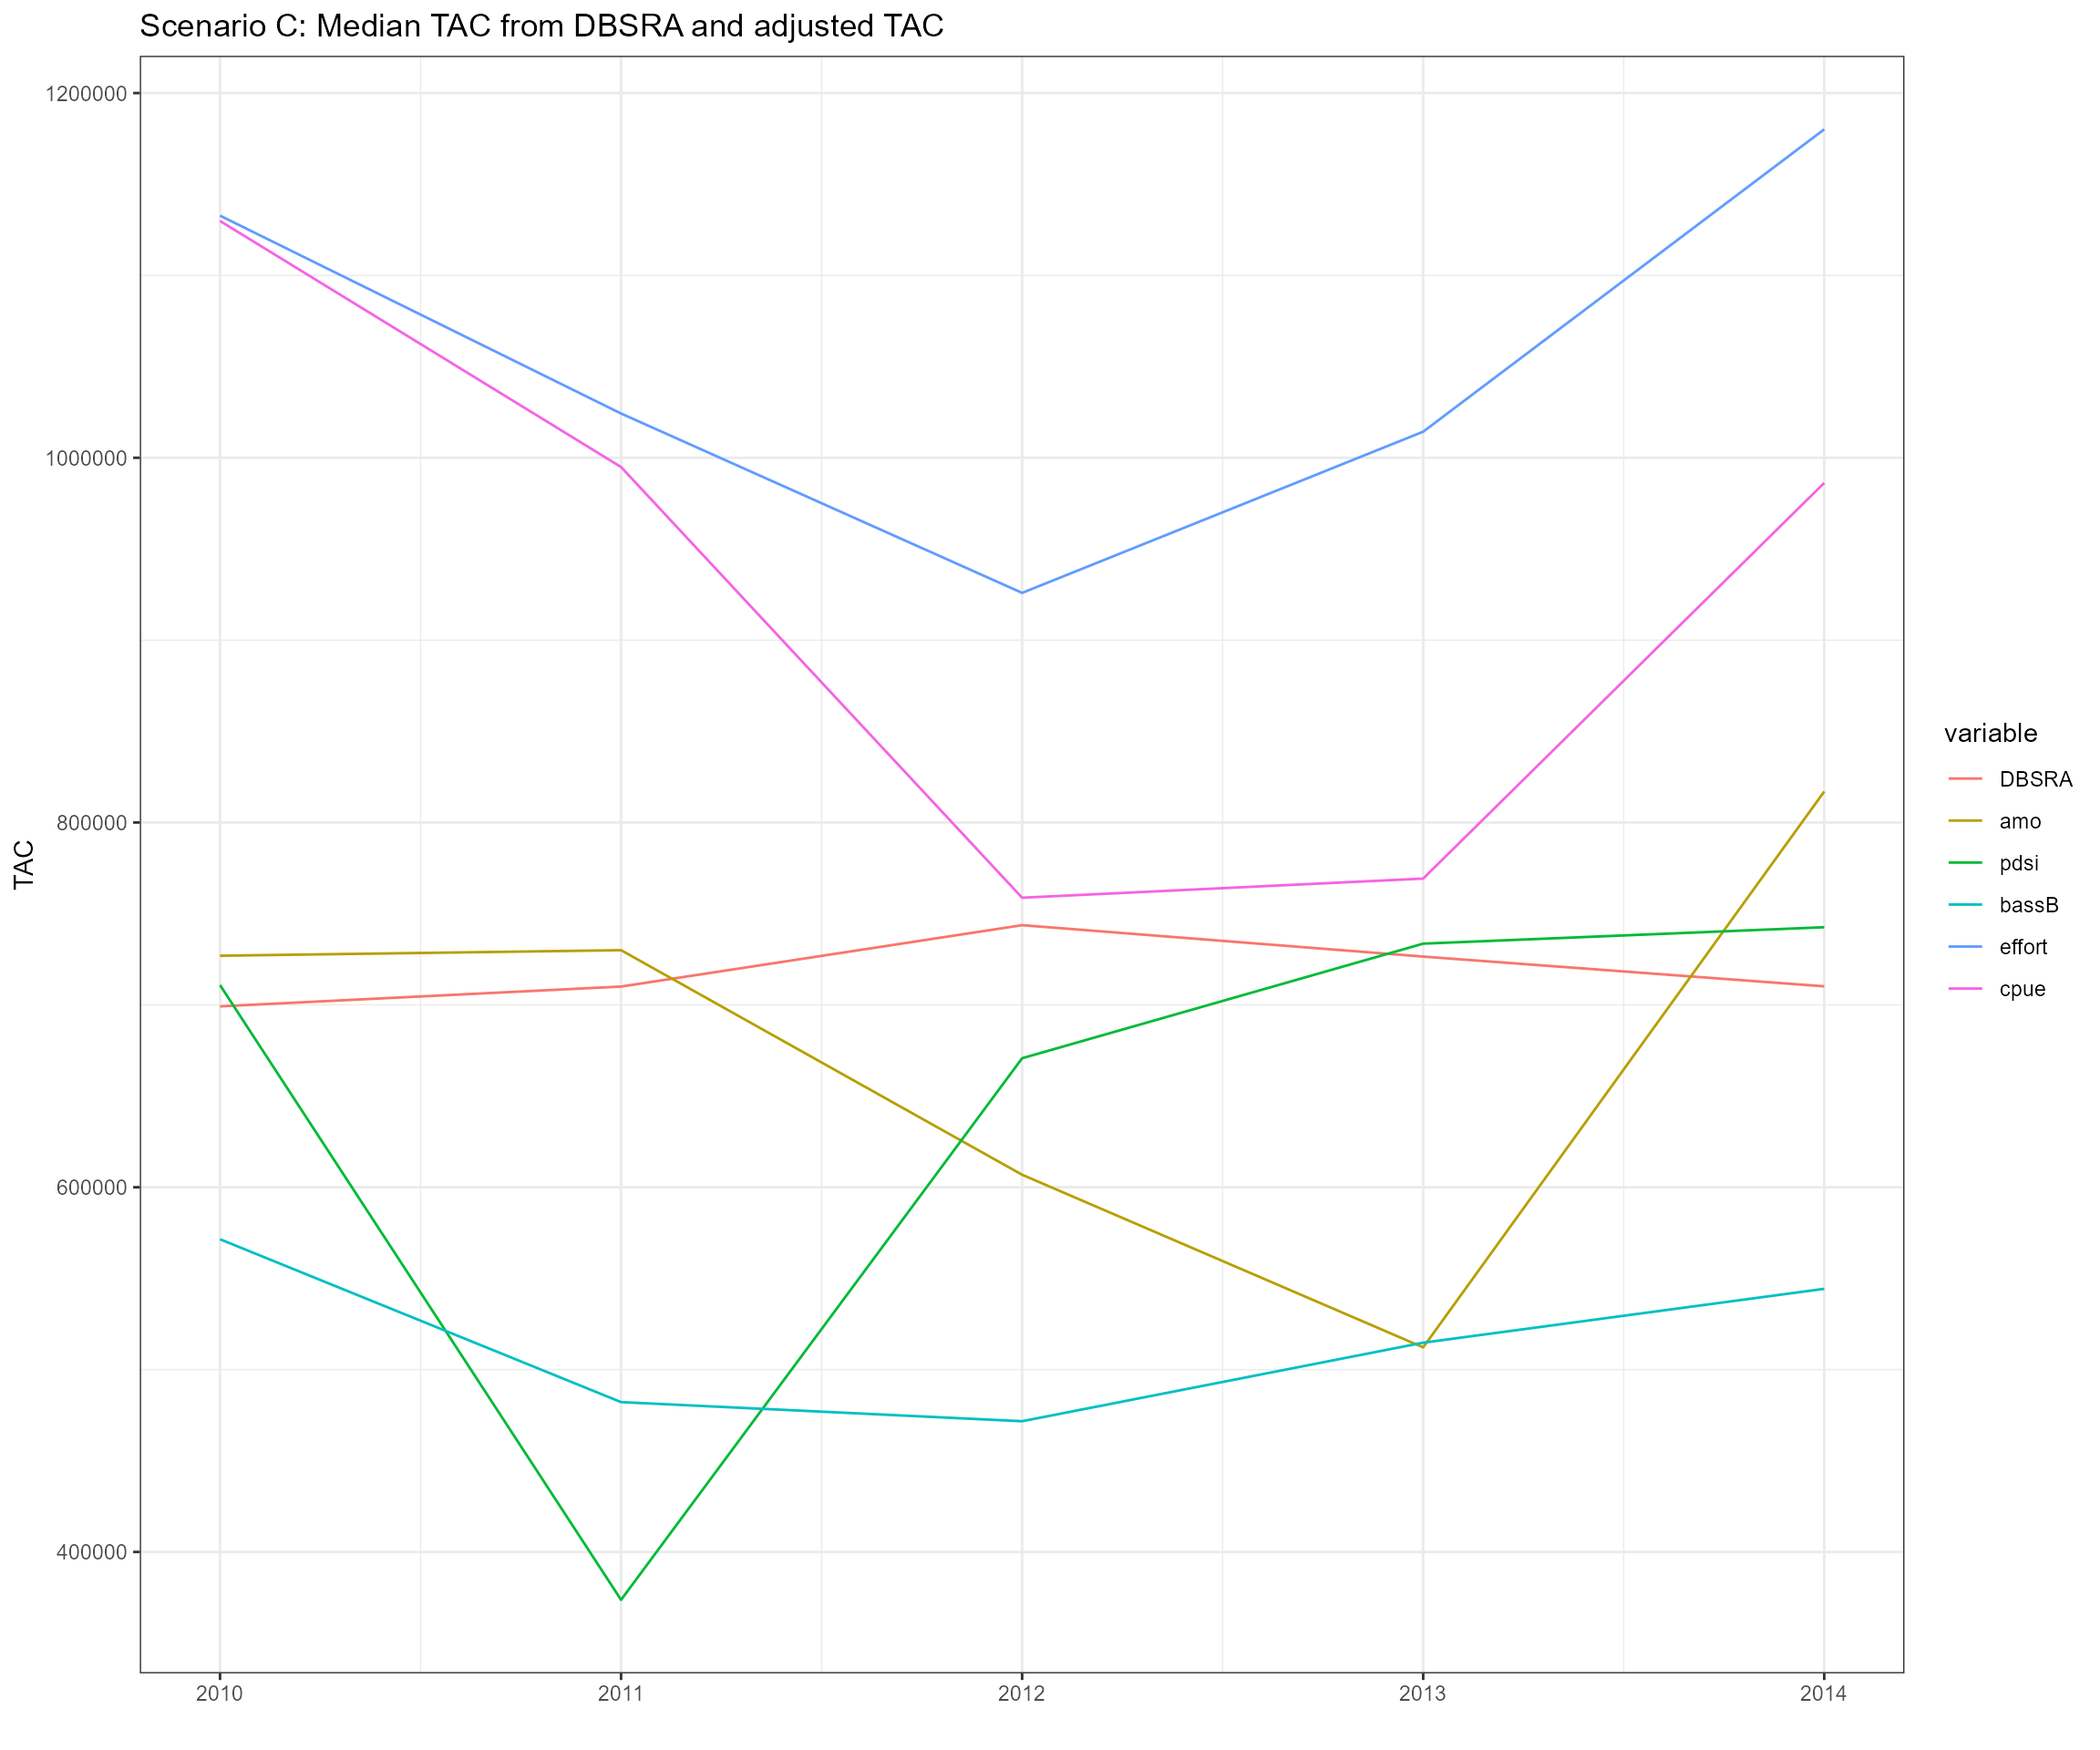 Scenario C: Median TAC from DBSRA and adjusted TAC
1200000
1000000
800000
600000
400000
TAC
2010
2011
2012
2013
2014
variable
DBSRA
amo
pdsi
bassB
effort
cpue